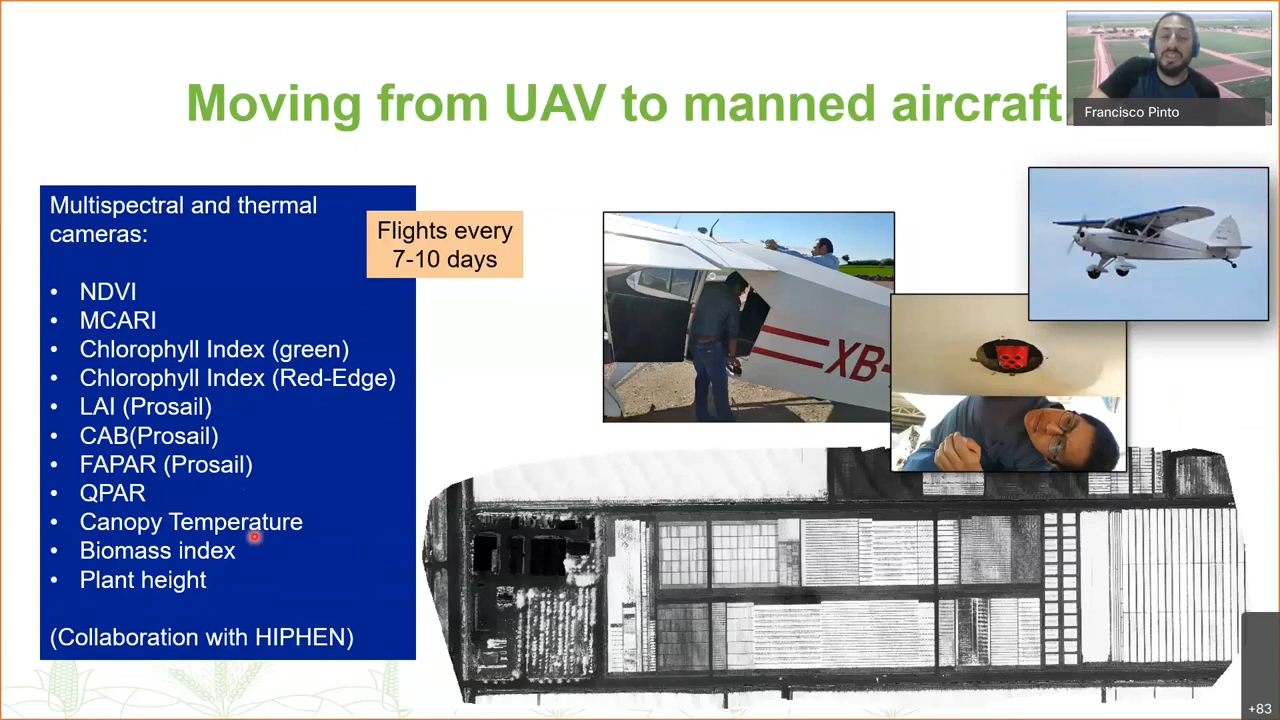 Moving from UAV to manned aircraft
Francisco Pinto
Multispectral and thermal
cameras:
Flights every
7-10 days
• NDVI
• MCARI
• Chlorophyll Index (green)
• Chlorophyll Index (Red-Edge)
• LAI (Prosail)
• CAB(Prosail)
• FAPAR (Prosail)
• QPAR
• Canopy Temperature
• Biomass index
• Plant height
(Collaboration with HIPHEN)
XB-
+83